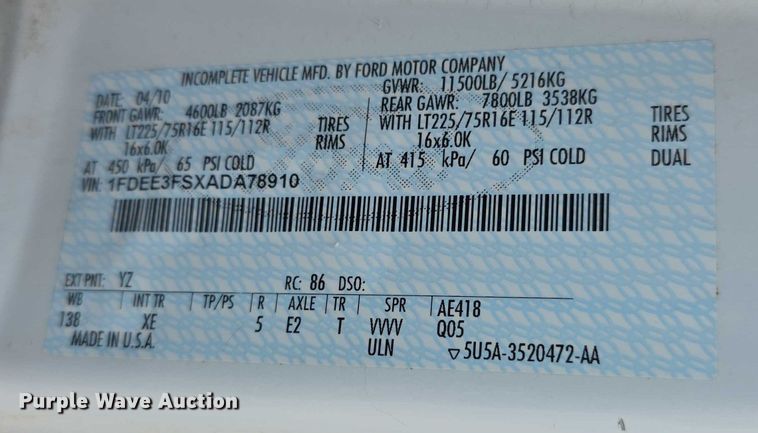 INCOMPLETE VEHICLE MFD. BY FORD MOTOR COMPANY
DATE: 04/10 GVWR: 11500LB/ 5216KG
FRONT GAWR: 4600LB 2087KG REAR GAWR: 7800LB 3538KG
WITH LT225/75R16E 115/112R TIRES WITH LT225/75R16E 115/112R TIRES
16x6.0K RIMS 16x6.0K RIMS
AT 450 kPa/ 65 PSI COLD AT 415 kPa/ 60 PSI COLD DUAL
VIN: 1FDEE3FSXADA78910
EXT PNT: YZ RC: 86 DSO:
WB INT TR TP/PS R AXLE TR SPR AE418
138 XE 5 E2 T VVVV Q05
MADE IN U.S.A. ULN ▽5U5A-3520472-AA
Purple Wave Auction